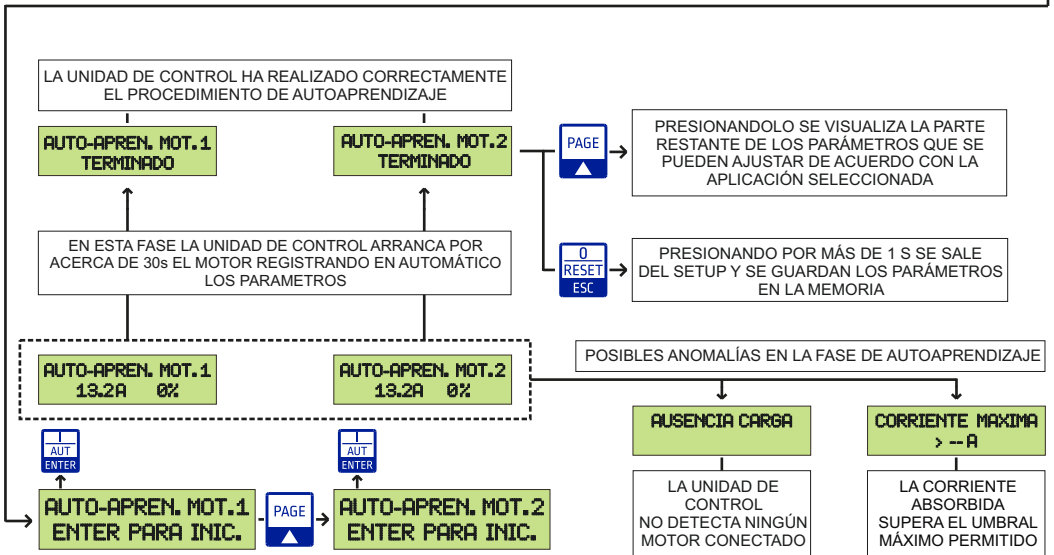 LA UNIDAD DE CONTROL HA REALIZADO CORRECTAMENTE
EL PROCEDIMIENTO DE AUTOAPRENDIZAJE
AUTO-APREN. MOT.1
TERMINADO
AUTO-APREN. MOT.2
TERMINADO
PAGE
PRESIONANDOLO SE VISUALIZA LA PARTE
RESTANTE DE LOS PARÁMETROS QUE SE
PUEDEN AJUSTAR DE ACUERDO CON LA
APLICACIÓN SELECCIONADA
EN ESTA FASE LA UNIDAD DE CONTROL ARRANCA POR
ACERCA DE 30s EL MOTOR REGISTRANDO EN AUTOMÁTICO
LOS PARAMETROS
0
RESET
ESC
PRESIONANDO POR MÁS DE 1 S SE SALE
DEL SETUP Y SE GUARDAN LOS PARÁMETROS
EN LA MEMORIA
AUTO-APREN. MOT.1
13.2A 0%
AUTO-APREN. MOT.2
13.2A 0%
POSIBLES ANOMALÍAS EN LA FASE DE AUTOAPRENDIZAJE
AUSENCIA CARGA
CORRIENTE MAXIMA
> -- A
I
AUT
ENTER
I
AUT
ENTER
AUTO-APREN. MOT.1
ENTER PARA INIC.
PAGE
AUTO-APREN. MOT.2
ENTER PARA INIC.
LA UNIDAD DE
CONTROL
NO DETECTA NINGÚN
MOTOR CONECTADO
LA CORRIENTE
ABSORBIDA
SUPERA EL UMBRAL
MÁXIMO PERMITIDO